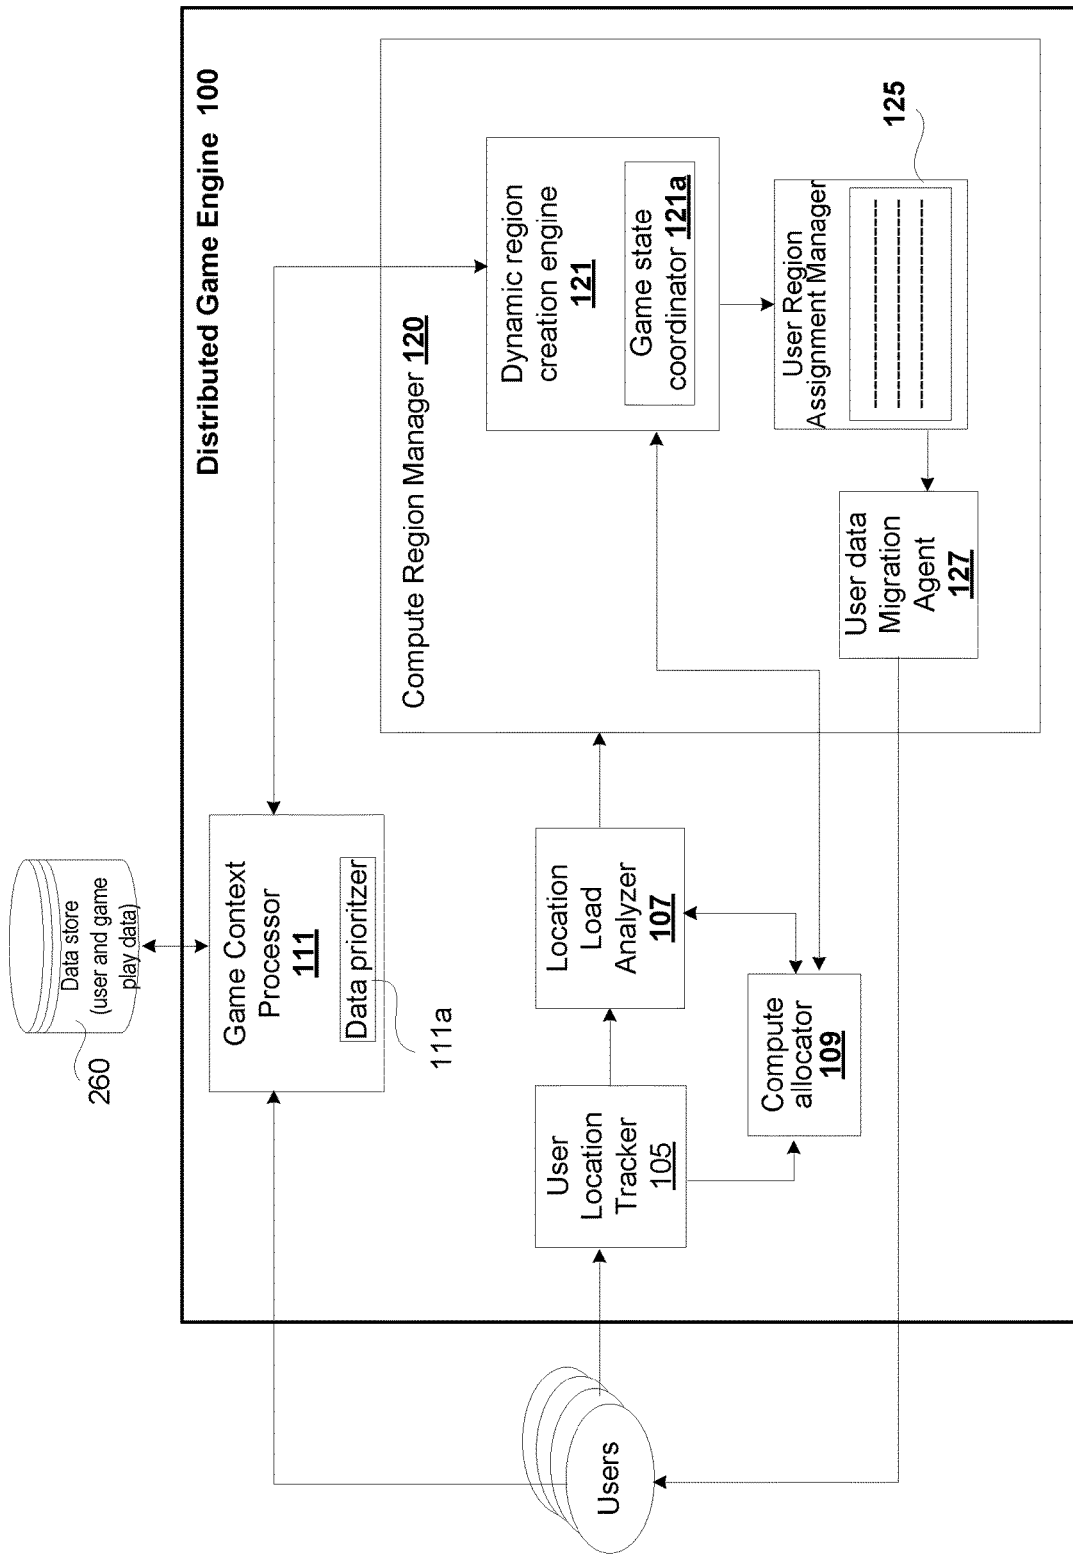 Distributed Game Engine 100
Data store
(user and game
play data)
260
Game Context
Processor
111
Data prioritzer
111a
Compute Region Manager 120
Dynamic region
creation engine
121
Game state
coordinator 121a
User Region
Assignment Manager
125
User data
Migration
Agent
127
Location
Load
Analyzer
107
User
Location
Tracker
105
Compute
allocator
109
Users